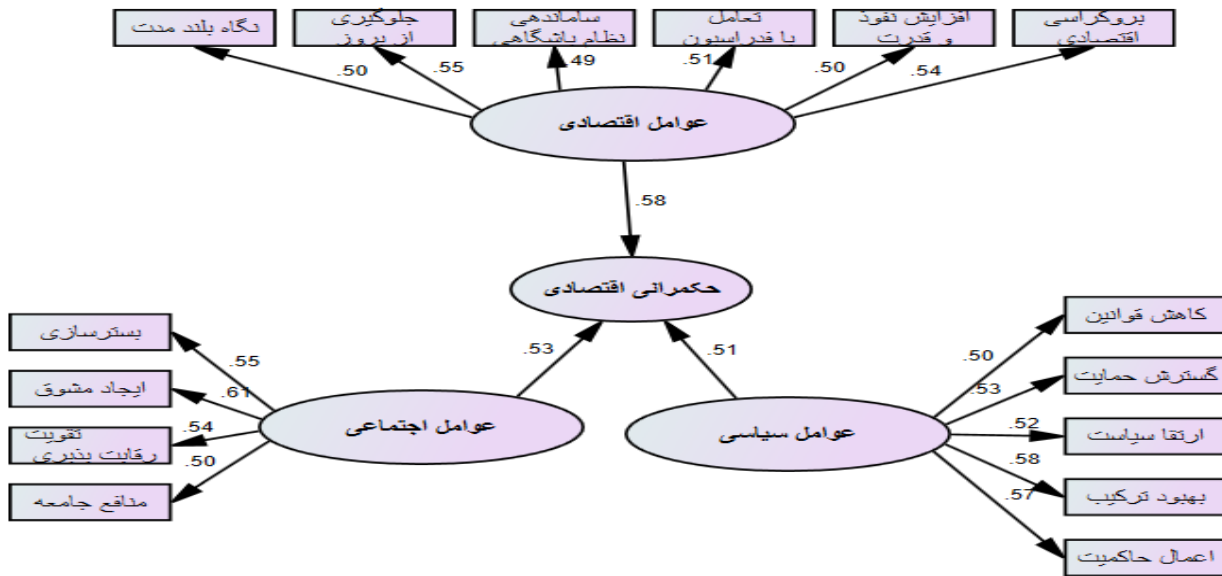 نگاه بلند مدت
جلوگیری
از بروز
ساماندهی
نظام باشگاهی
تعامل
با فدراسیون
افزایش نفوذ
و قدرت
بروکراسی
اقتصادی
.50
.55
.49
.51
.50
.54
عوامل اقتصادی
.58
حکمرانی اقتصادی
.53
.51
بسترسازی
ایجاد مشوق
تقویت
رقابت پذیری
منافع جامعه
.55
.61
.54
.50
عوامل اجتماعی
عوامل سیاسی
.50
.53
.52
.58
.57
کاهش قوانین
گسترش حمایت
ارتقا سیاست
بهبود ترکیب
اعمال حاکمیت